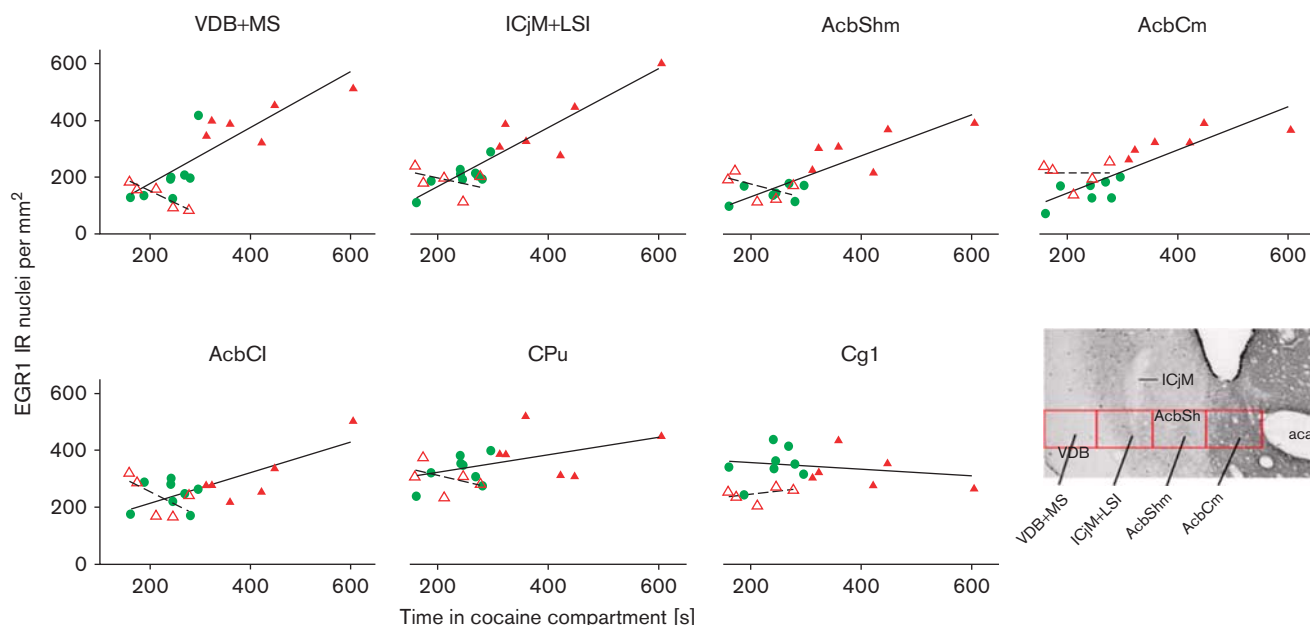 VDB+MS
ICjM+LSI
AcbShm
AcbCm
EGR1 IR nuclei per mm2
600
400
200
0
200 400 600
200 400 600
200 400 600
200 400 600
AcbCl
CPu
Cg1
600
400
200
0
200 400 600
200 400 600
200 400 600
Time in cocaine compartment [s]
ICjM
AcbSh
aca
VDB
VDB+MS
ICjM+LSI
AcbShm
AcbCm